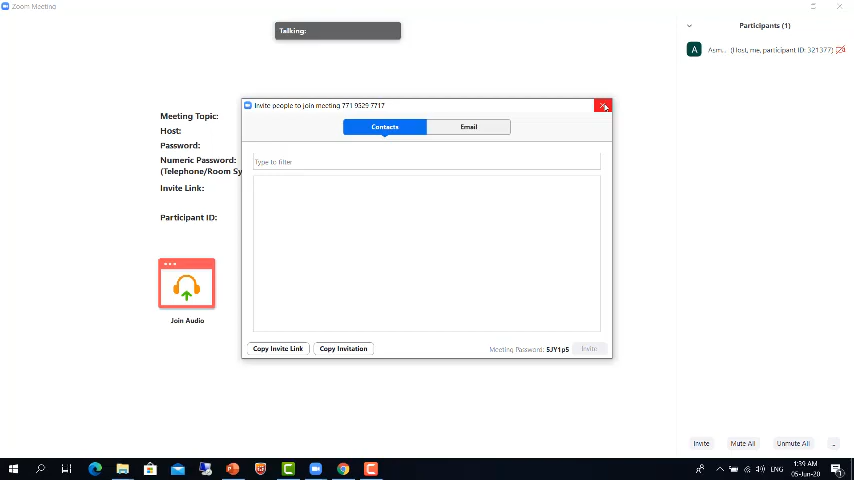 Zoom Meeting
Talking:
Participants (1)
A
Asm... (Host, me, participant ID: 321377)
Invite people to join meeting 771 9529 7717
Contacts
Email
Type to filter
Meeting Topic:
Host:
Password:
Numeric Password:
(Telephone/Room Sy
Invite Link:
Participant ID:
Join Audio
Copy Invite Link
Copy Invitation
Meeting Password: 5JY1p5
Invite
Invite
Mute All
Unmute All
...
ENG
1:39 AM
05-Jun-20